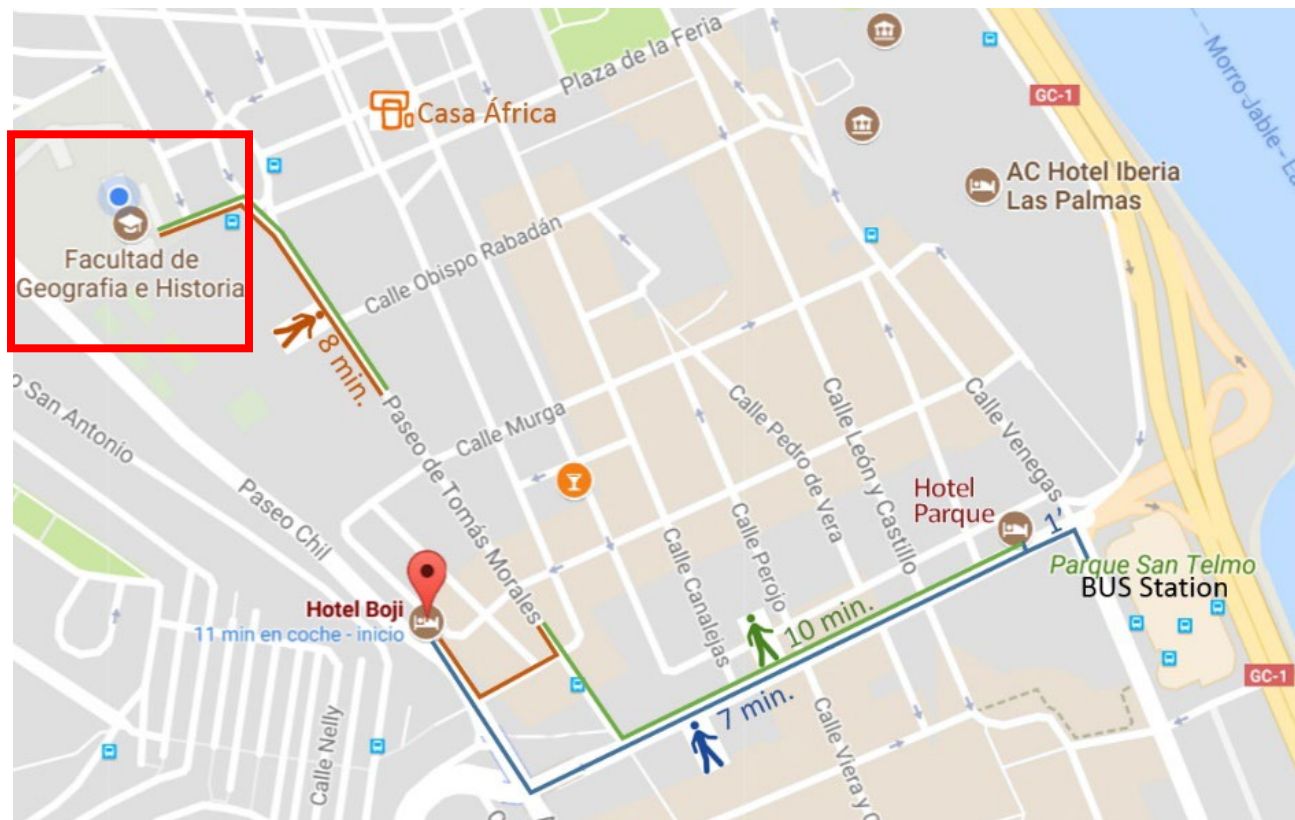 Plaza de la Feria
GC-1
Morro Jable - Ea
Casa África
AC Hotel Iberia
Las Palmas
Facultad de
Geografia e Historia
Calle Obispo Rabadán
8 min.
o San Antonio
Paseo de Tomás Morales
Calle Murga
Calle Pedro de Vera
Calle León y Castillo
Calle Venegas
Paseo Chil
Hotel
Parque
1'
Calle Canalejas
Calle Perojo
Parque San Telmo
BUS Station
Hotel Boji
11 min en coche - inicio
10 min.
7 min.
GC-1
Calle Nelly
Calle Viera y C